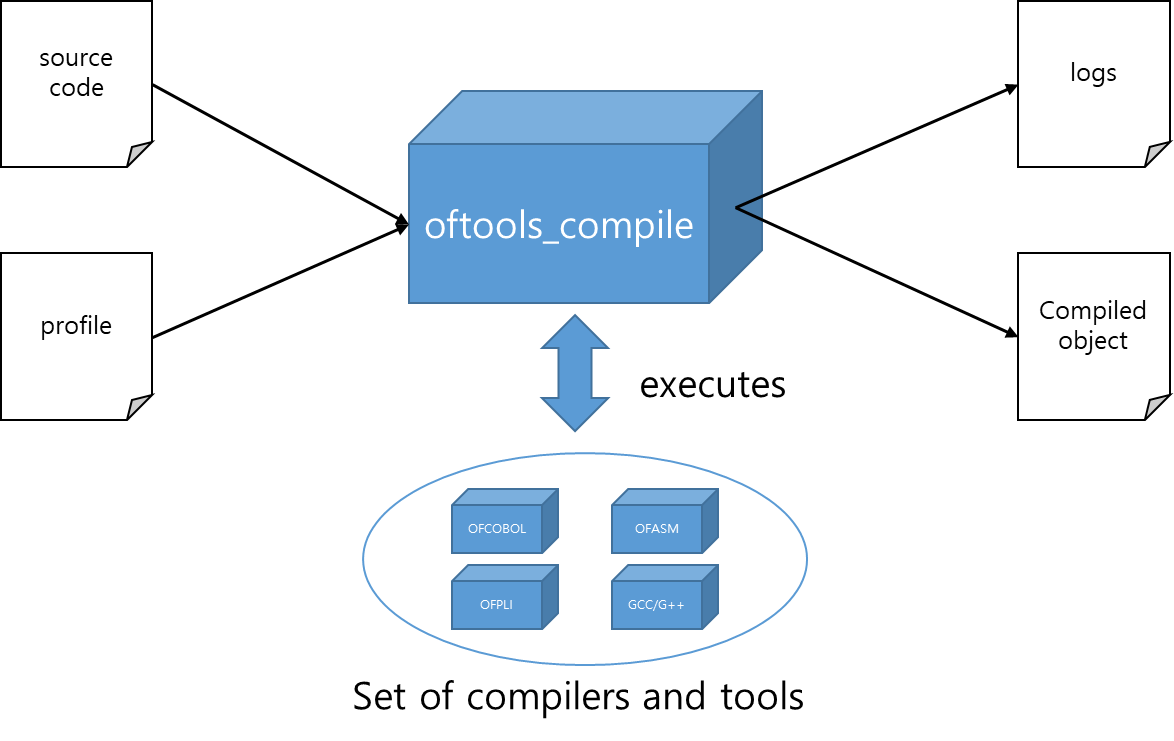 source
code
logs
oftools_compile
profile
Compiled
object
executes
OFCOBOL
OFASM
OFPLI
GCC/G++
Set of compilers and tools